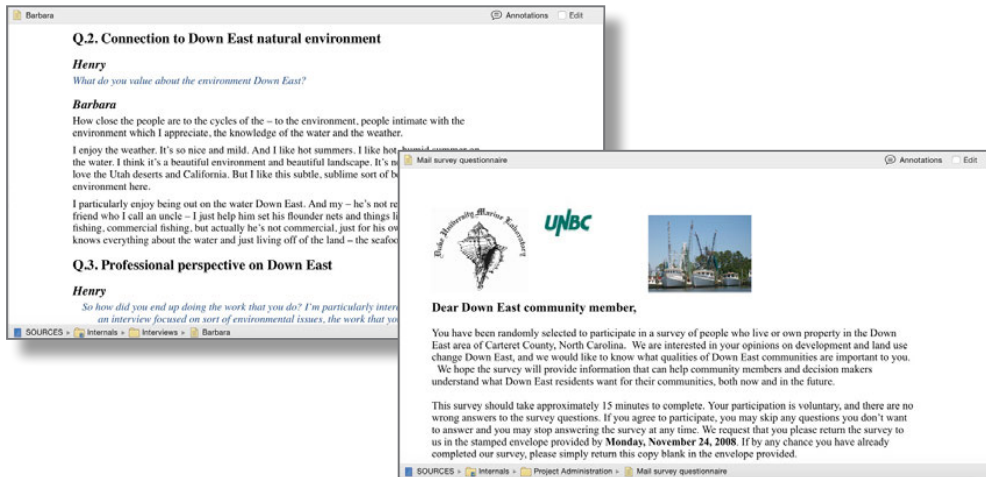 Barbara
Annotations Edit
Q.2. Connection to Down East natural environment
Henry
What do you value about the environment Down East?
Barbara
How close the people are to the cycles of the – to the environment, people intimate with the
environment which I appreciate, the knowledge of the water and the weather.
I enjoy the weather. It's so nice and mild. And I like hot summers. I like hot, humid summer on
the water. I think it's a beautiful environment and beautiful landscape. It's
love the Utah deserts and California. But I like this subtle, sublime sort of
environment here.
I particularly enjoy being out on the water Down East. And my – he's not
friend who I call an uncle – I just help him set his flounder nets and things
fishing, commercial fishing, but actually he's not commercial, just for his
knows everything about the water and just living off of the land – the
Q.3. Professional perspective on Down East
Henry
So how did you end up doing the work that you do? I'm particularly
an interview focused on sort of environmental issues, the work that
SOURCES Internals Interviews Barbara
Mail survey questionnaire
Annotations Edit
Duke University Marine Laboratory
UNBC
Dear Down East community member,
You have been randomly selected to participate in a survey of people who live or own property in the Down
East area of Carteret County, North Carolina. We are interested in your opinions on development and land use
change Down East, and we would like to know what qualities of Down East communities are important to you.
We hope the survey will provide information that can help community members and decision makers
understand what Down East residents want for their communities, both now and in the future.
This survey should take approximately 15 minutes to complete. Your participation is voluntary, and there are no
wrong answers to the survey questions. If you agree to participate, you may skip any questions you don't want
to answer and you may stop answering the survey at any time. We request that you please return the survey to
us in the stamped envelope provided by Monday, November 24, 2008. If by any chance you have already
completed our survey, please simply return this copy blank in the envelope provided.
SOURCES Internals Project Administration Mail survey questionnaire